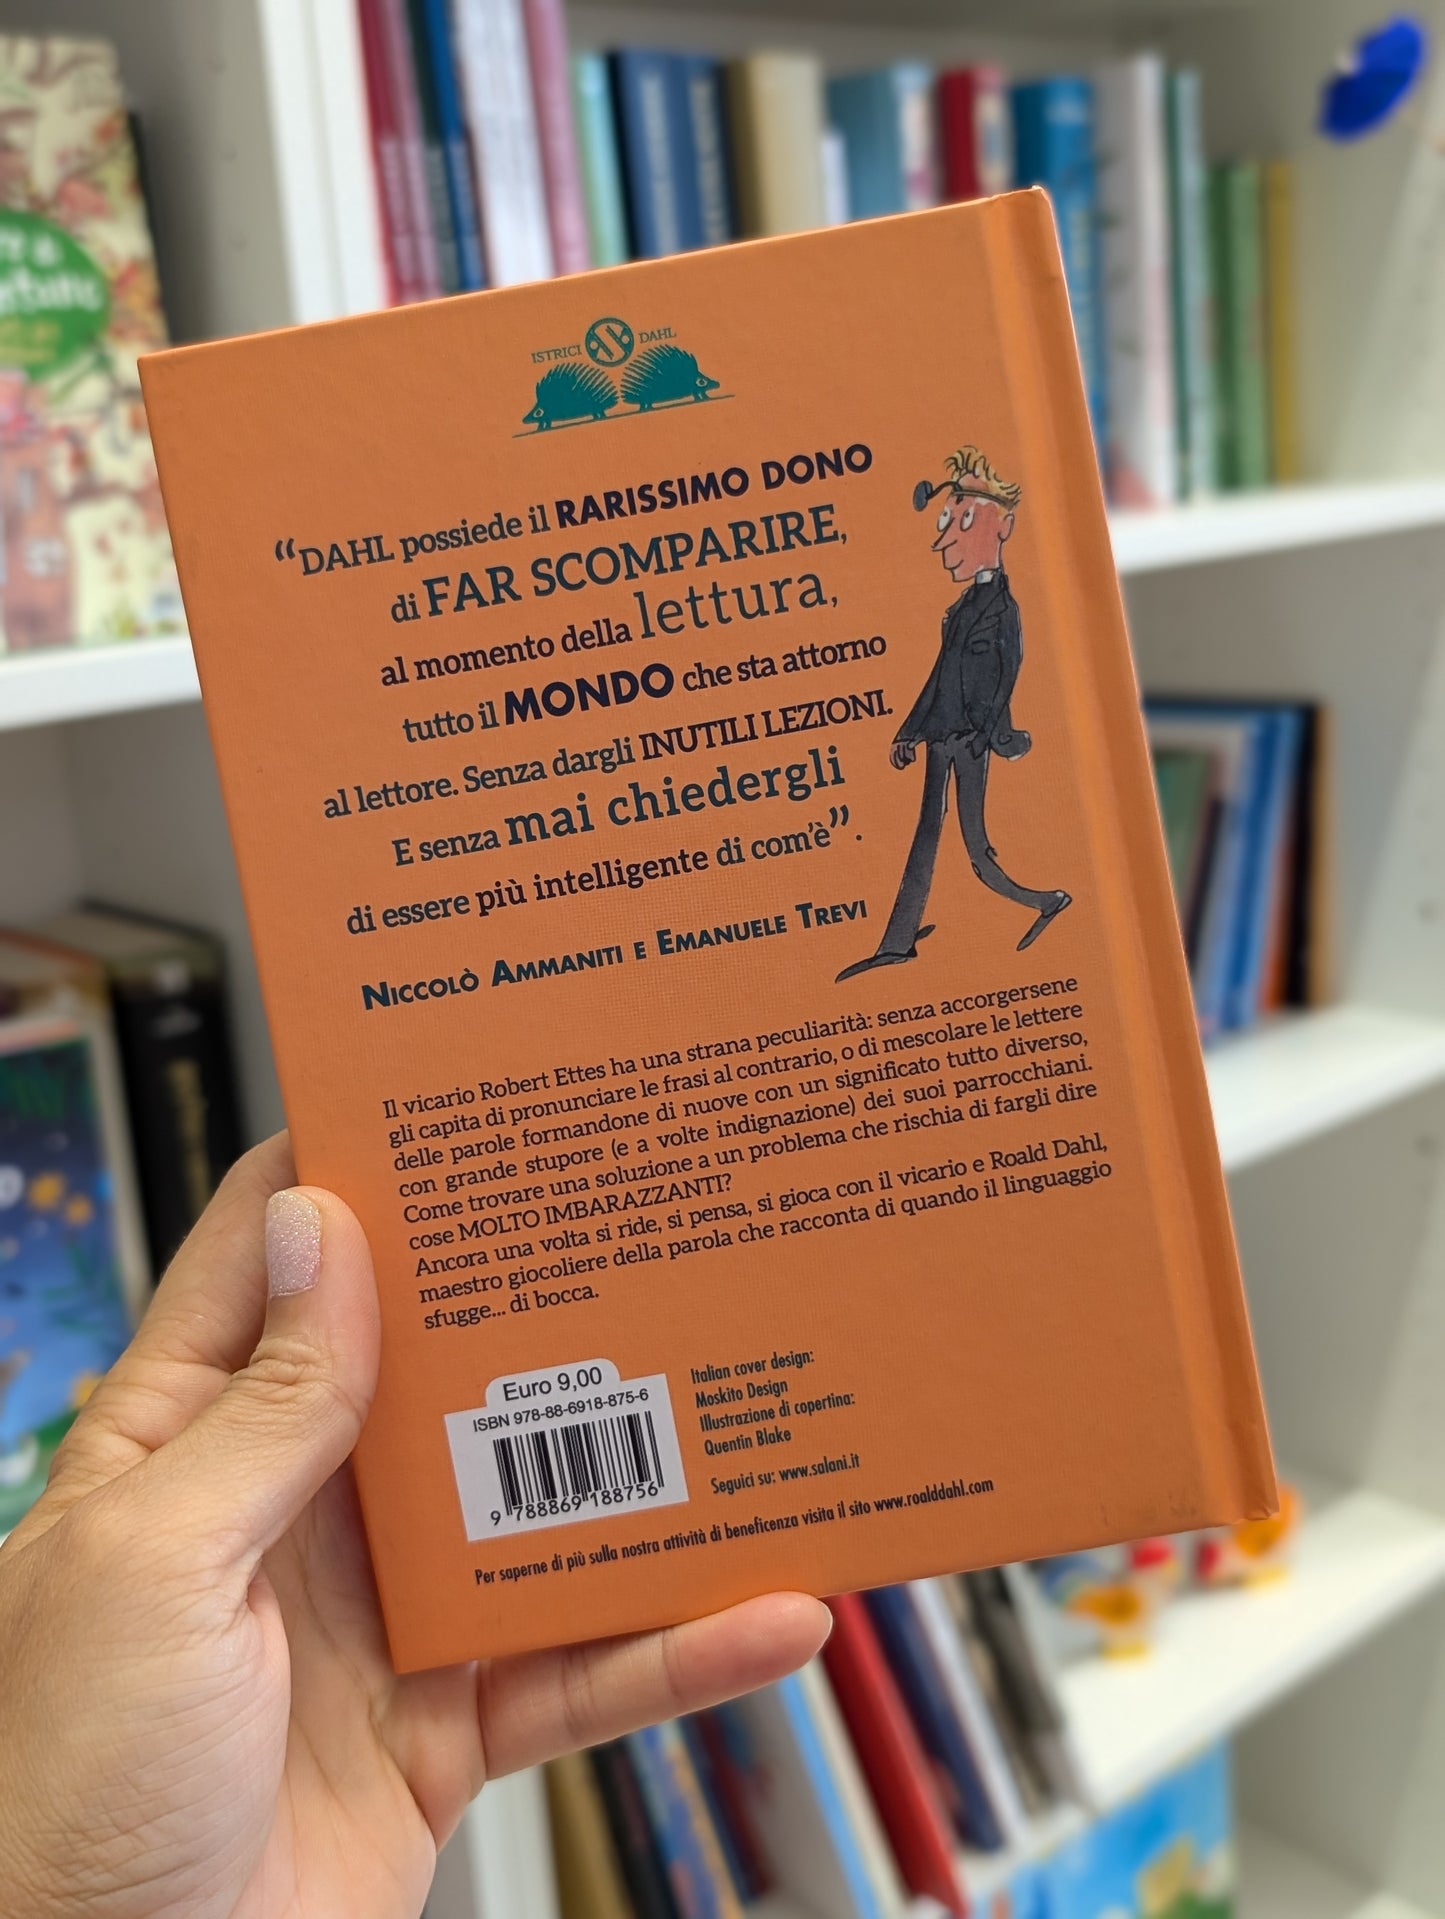 ISTRICI DAHL
“DAHL possiede il RARISSIMO DONO
di FAR SCOMPARIRE,
al momento della lettura,
tutto il MONDO che sta attorno
al lettore. Senza dargli INUTILI LEZIONI.
E senza mai chiedergli
di essere più intelligente di com’è”.
NICCOLÒ AMMANITI E EMANUELE TREVI
Il vicario Robert Ettes ha una strana peculiarità: senza accorgersene
gli capita di pronunciare le frasi al contrario, o di mescolare le lettere
delle parole formandone di nuove con un significato tutto diverso,
con grande stupore (e a volte indignazione) dei suoi parrocchiani.
Come trovare una soluzione a un problema che rischia di fargli dire
cose MOLTO IMBARAZZANTI?
Ancora una volta si ride, si pensa, si gioca con il vicario e Roald Dahl,
maestro giocoliere della parola che racconta di quando il linguaggio
sfugge... di bocca.
Euro 9,00
ISBN 978-88-6918-875-6
9 788869 188756
Italian cover design:
Moskito Design
Illustrazione di copertina:
Quentin Blake
Seguici su: www.salani.it
Per saperne di più sulla nostra attività di beneficenza visita il sito www.roalddahl.com